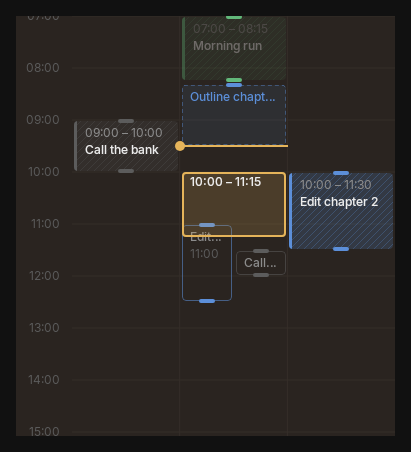 07:00
07:00 – 08:15
Morning run
08:00
Outline chapt...
09:00
09:00 – 10:00
Call the bank
10:00
10:00 – 11:15
10:00 – 11:30
Edit chapter 2
11:00
Edit...
11:00
Call...
12:00
13:00
14:00
15:00